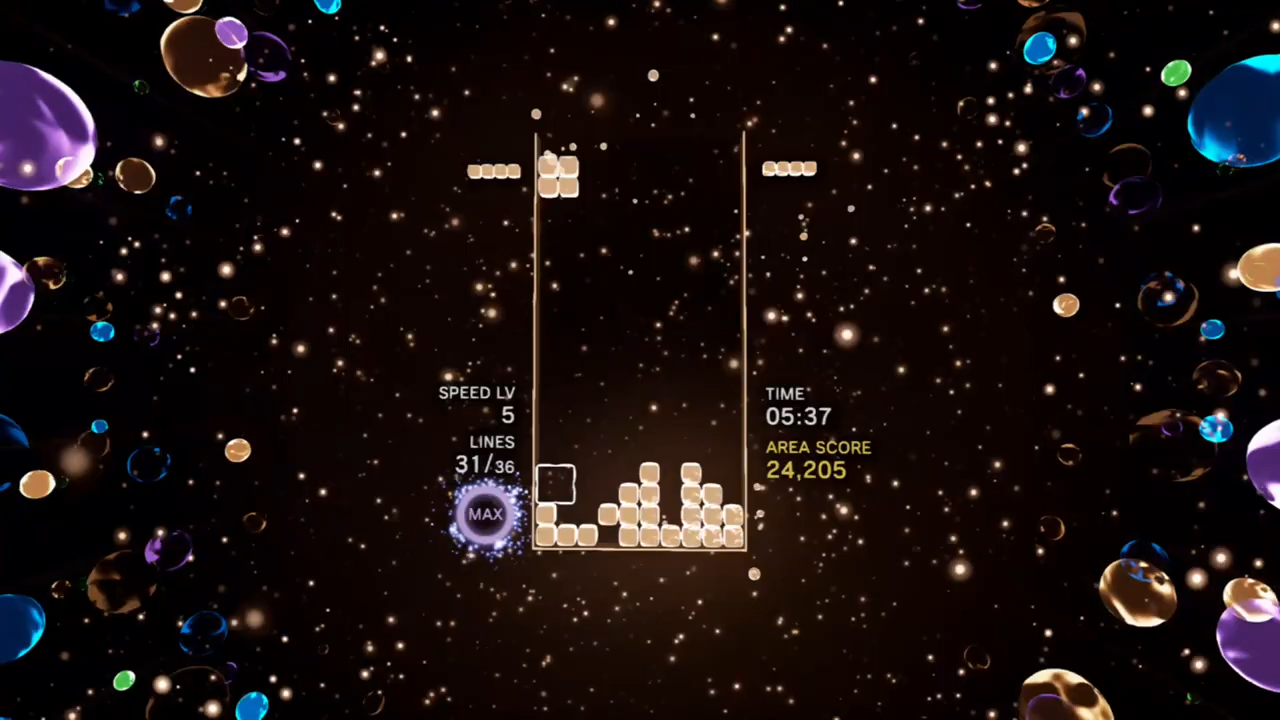 SPEED LV
5
LINES
31/36
MAX
TIME
05:37
AREA SCORE
24,205